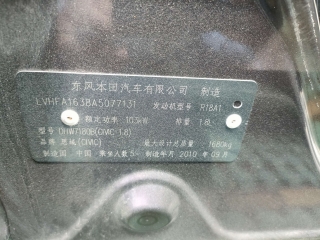 东风本田汽车有限公司 制造
LVHFA163BA5077131 发动机型号 R18A1
额定功率 103kW 排量 1.8L
型号 DHW7180B(CIVIC 1.8)
品牌 思域(CIVIC) 最大设计总质量 1680kg
制造国 中国 乘坐人数 5 制造年月 2010 年 09 月